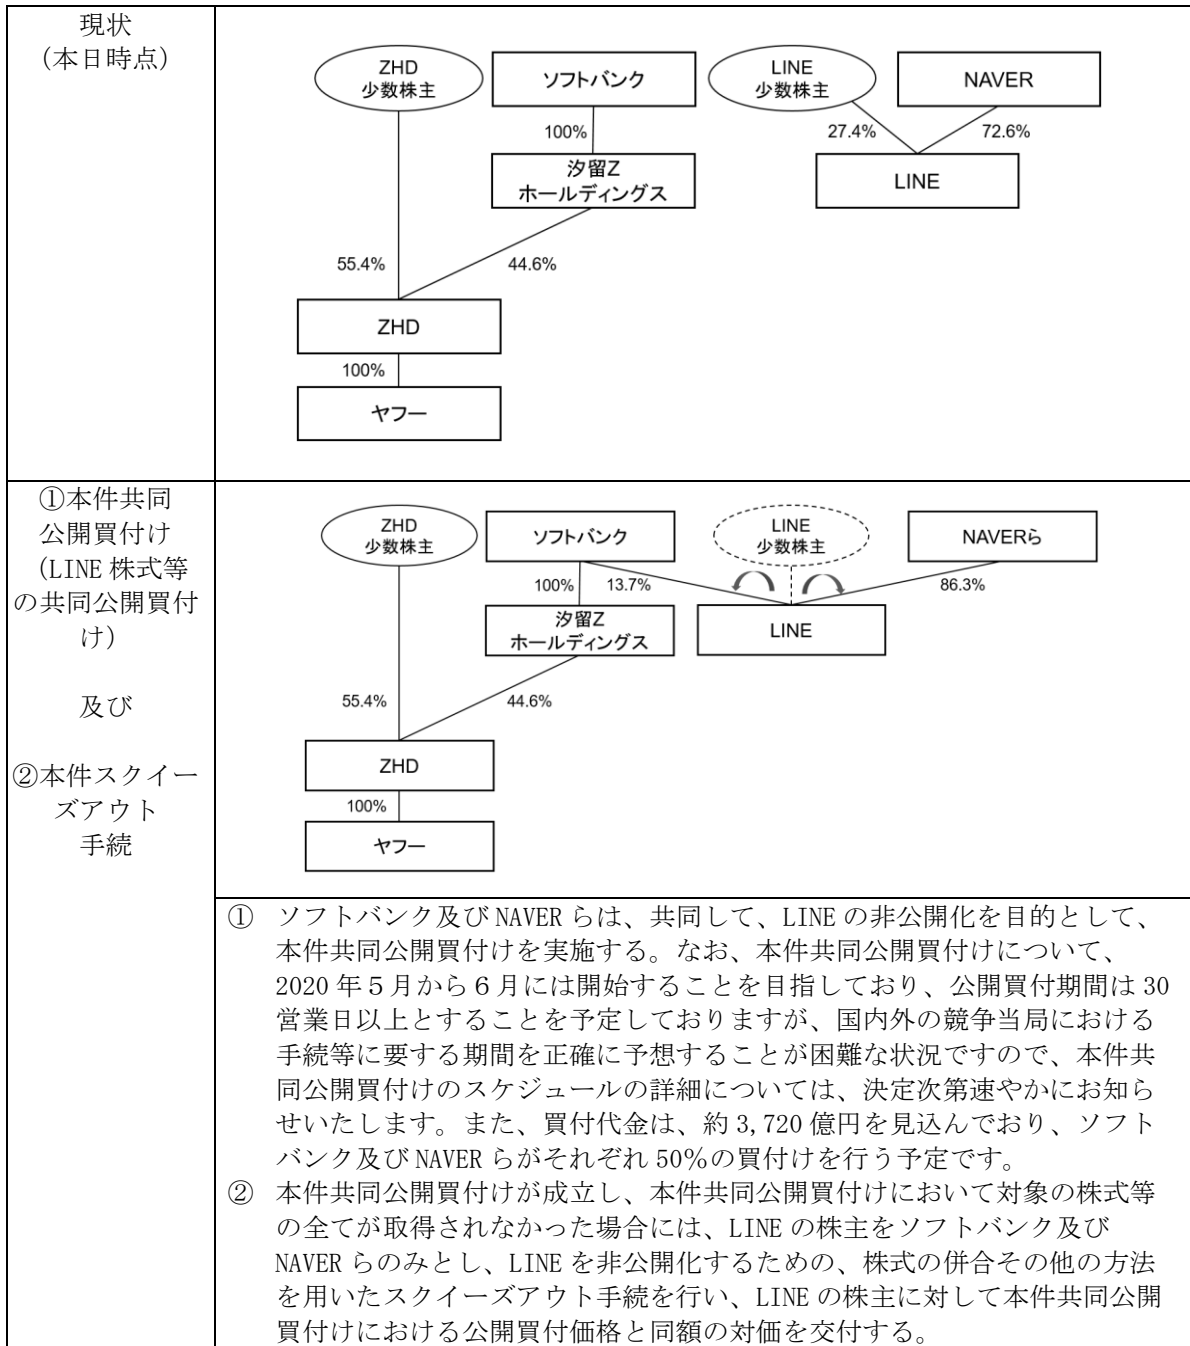 現状
（本日時点）
ZHD
少数株主
ソフトバンク
LINE
少数株主
NAVER
100%
27.4%
72.6%
汐留Z
ホールディングス
LINE
55.4%
44.6%
ZHD
100%
ヤフー
①本件共同
公開買付け
（LINE 株式等
の共同公開買付
け）
及び
②本件スクイー
ズアウト
手続
ZHD
少数株主
ソフトバンク
LINE
少数株主
NAVERら
100%
13.7%
86.3%
汐留Z
ホールディングス
LINE
55.4%
44.6%
ZHD
100%
ヤフー
① ソフトバンク及び NAVER らは、共同して、LINE の非公開化を目的として、
本件共同公開買付けを実施する。なお、本件共同公開買付けについて、
2020 年５月から６月には開始することを目指しており、公開買付期間は 30
営業日以上とすることを予定しておりますが、国内外の競争当局における
手続等に要する期間を正確に予想することが困難な状況ですので、本件共
同公開買付けのスケジュールの詳細については、決定次第速やかにお知ら
せいたします。また、買付代金は、約 3,720 億円を見込んでおり、ソフト
バンク及び NAVER らがそれぞれ 50％の買付けを行う予定です。
② 本件共同公開買付けが成立し、本件共同公開買付けにおいて対象の株式等
の全てが取得されなかった場合には、LINE の株主をソフトバンク及び
NAVER らのみとし、LINE を非公開化するための、株式の併合その他の方法
を用いたスクイーズアウト手続を行い、LINE の株主に対して本件共同公開
買付けにおける公開買付価格と同額の対価を交付する。